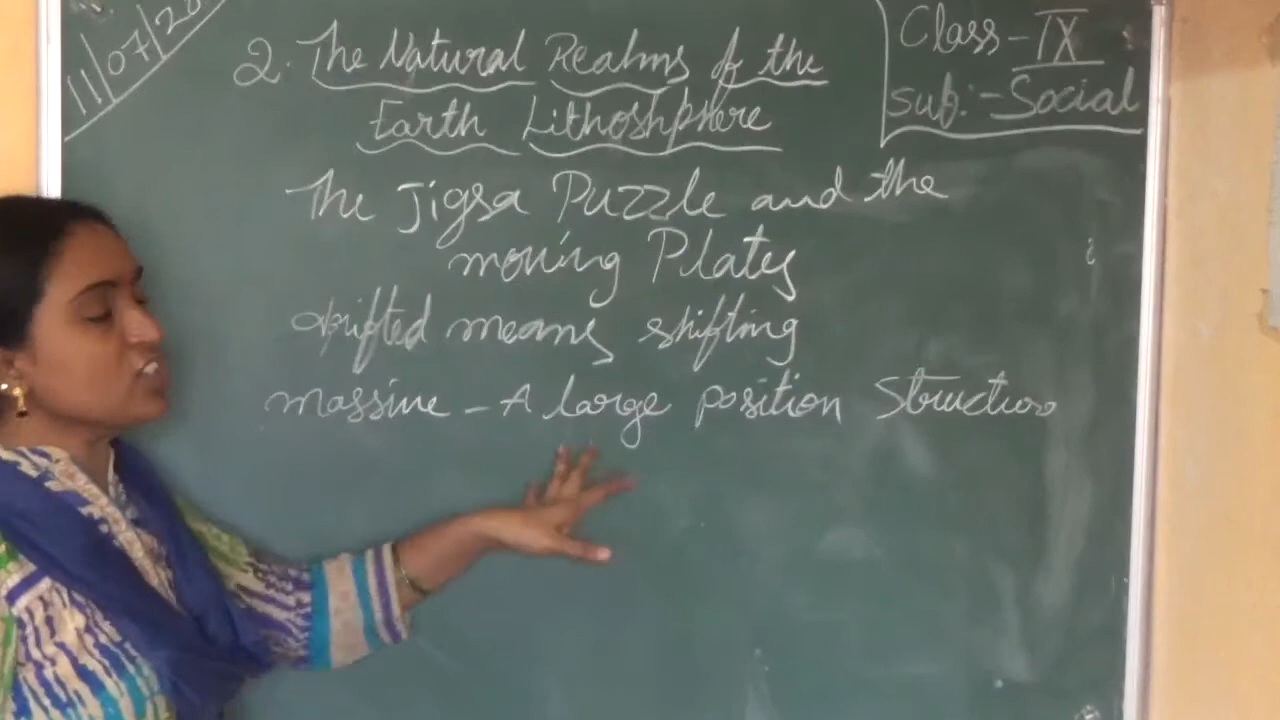 11/07/20
Class-IX
Sub:-Social
2. The Natural Realms of the
Earth Lithoshphere
The Jigsa Puzzle and the
moving Plates
drifted means shifting
massive - A large position Structure